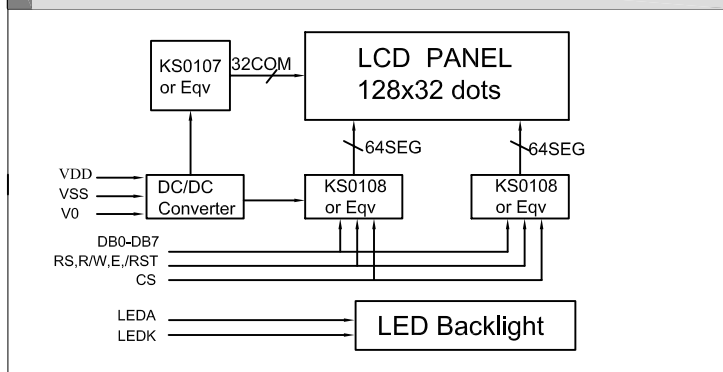 KS0107
or Eqv
32COM
LCD PANEL
128x32 dots
64SEG
64SEG
VDD
VSS
V0
DC/DC
Converter
KS0108
or Eqv
KS0108
or Eqv
DB0-DB7
RS,R/W,E,/RST
CS
LEDA
LEDK
LED Backlight